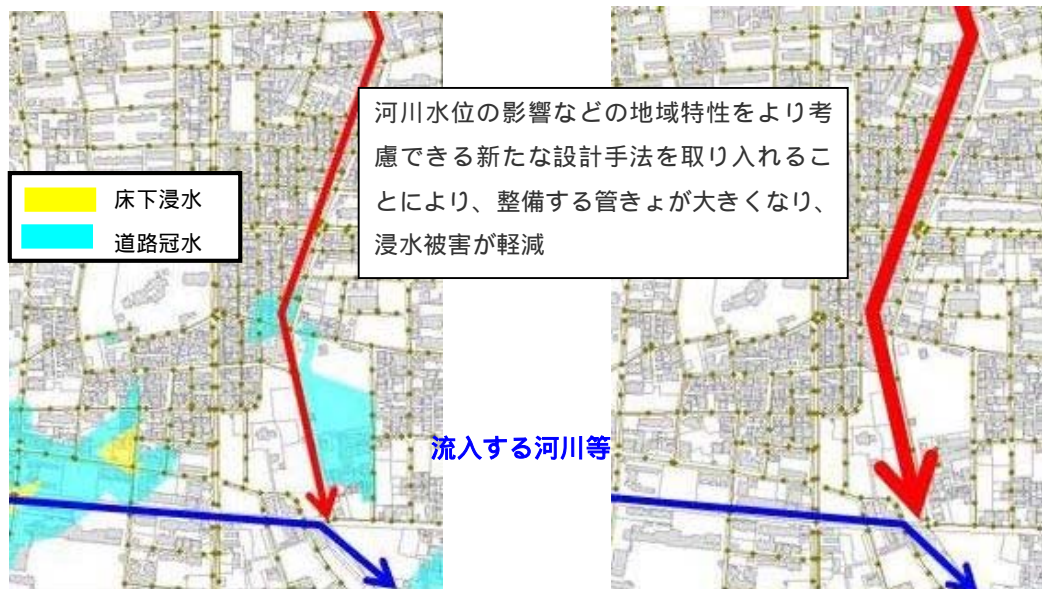 河川水位の影響などの地域特性をより考
慮できる新たな設計手法を取り入れるこ
とにより、整備する管きょが大きくなり、
浸水被害が軽減
床下浸水
道路冠水
流入する河川等